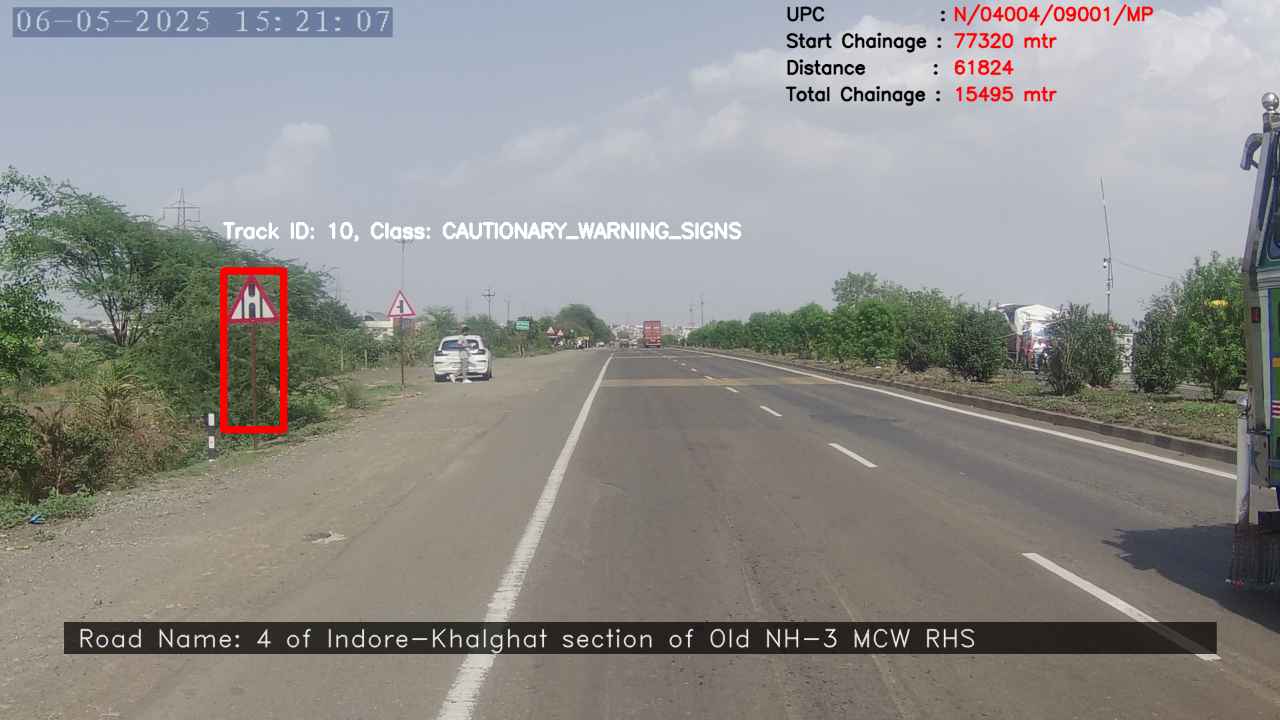 06-05-2025 15:21:07
UPC : N/04004/09001/MP
Start Chainage : 77320 mtr
Distance : 61824
Total Chainage : 15495 mtr
Track ID: 10, Class: CAUTIONARY_WARNING_SIGNS
Road Name: 4 of Indore-Khalghat section of Old NH-3 MCW RHS